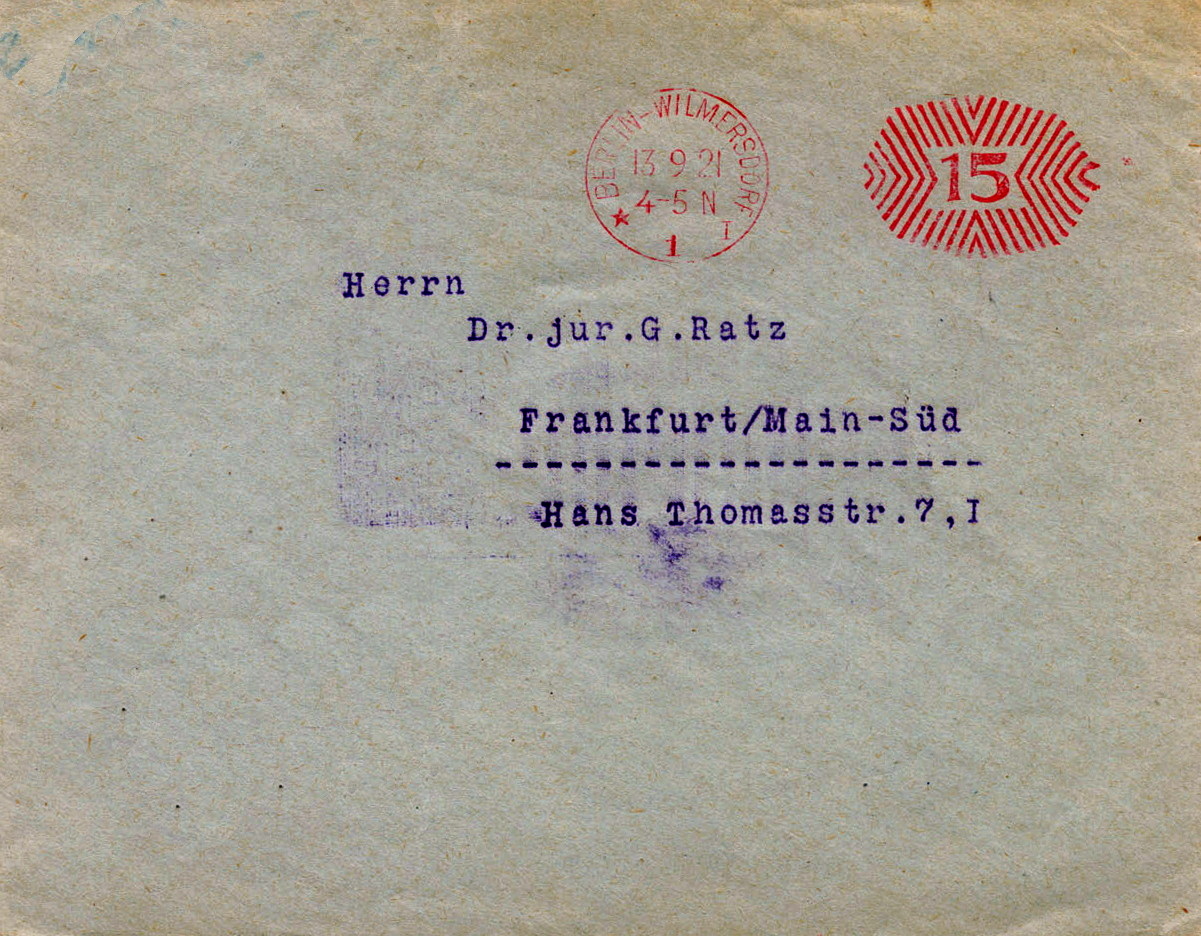 ★ BERLIN-WILMERSDORF
13 9 21
4-5 N
1 I
15
Herrn
Dr.jur.G.Ratz
Frankfurt/Main-Süd
Hans Thomasstr.7,I